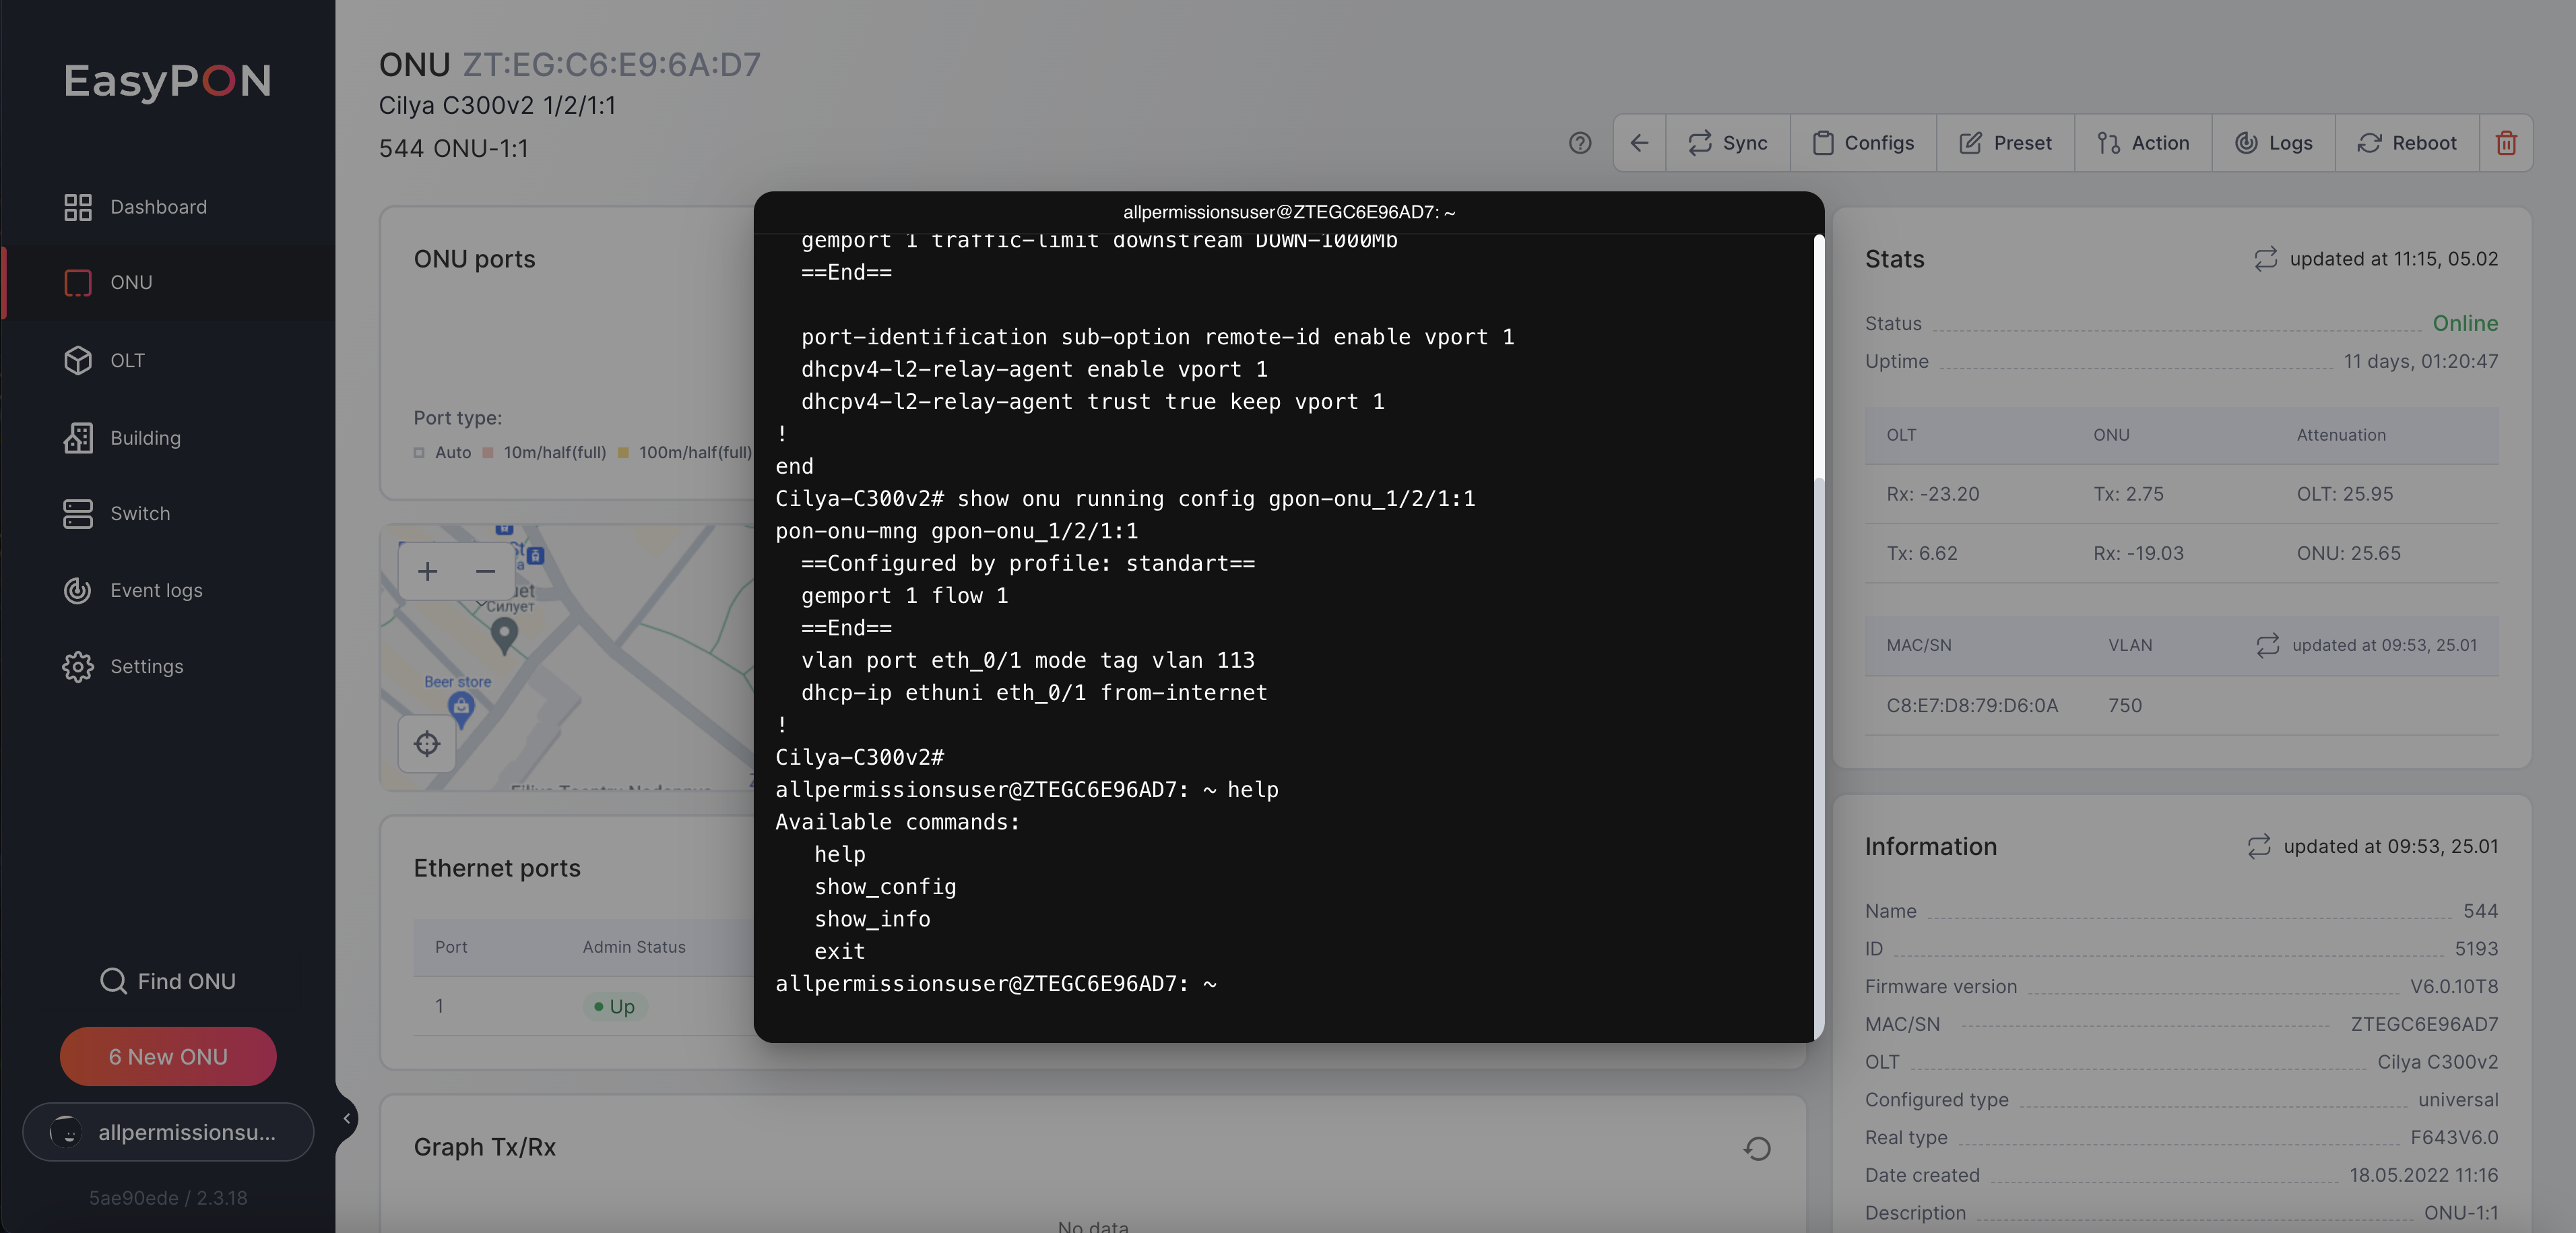 EasyPON
Dashboard
ONU
OLT
Building
Switch
Event logs
Settings
Find ONU
6 New ONU
allpermissionsu...
5ae90ede / 2.3.18
ONU ZT:EG:C6:E9:6A:D7
Cilya C300v2 1/2/1:1
544 ONU-1:1
Sync
Configs
Preset
Action
Logs
Reboot
ONU ports
Port type:
Auto 10m/half(full) 100m/half(full)
Силует
Beer store
Ethernet ports
Port Admin Status
1 Up
Graph Tx/Rx
No data
allpermissionsuser@ZTEGC6E96AD7: ~
gemport 1 traffic-limit downstream DOWN-1000Mb
==End==
port-identification sub-option remote-id enable vport 1
dhcpv4-l2-relay-agent enable vport 1
dhcpv4-l2-relay-agent trust true keep vport 1
!
end
Cilya-C300v2# show onu running config gpon-onu_1/2/1:1
pon-onu-mng gpon-onu_1/2/1:1
==Configured by profile: standart==
gemport 1 flow 1
==End==
vlan port eth_0/1 mode tag vlan 113
dhcp-ip ethuni eth_0/1 from-internet
!
Cilya-C300v2#
allpermissionsuser@ZTEGC6E96AD7: ~ help
Available commands:
help
show_config
show_info
exit
allpermissionsuser@ZTEGC6E96AD7: ~
Stats updated at 11:15, 05.02
Status Online
Uptime 11 days, 01:20:47
OLT ONU Attenuation
Rx: -23.20 Tx: 2.75 OLT: 25.95
Tx: 6.62 Rx: -19.03 ONU: 25.65
MAC/SN VLAN updated at 09:53, 25.01
C8:E7:D8:79:D6:0A 750
Information updated at 09:53, 25.01
Name 544
ID 5193
Firmware version V6.0.10T8
MAC/SN ZTEGC6E96AD7
OLT Cilya C300v2
Configured type universal
Real type F643V6.0
Date created 18.05.2022 11:16
Description ONU-1:1